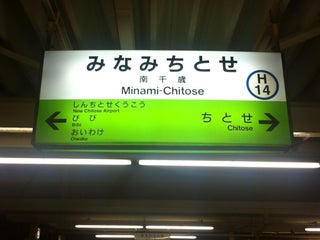 みなみちとせ
南千歳
Minami-Chitose
H
14
しんちとせくうこう
New Chitose Airport
びび
Bibi
おいわけ
Oiwake
ちとせ
Chitose